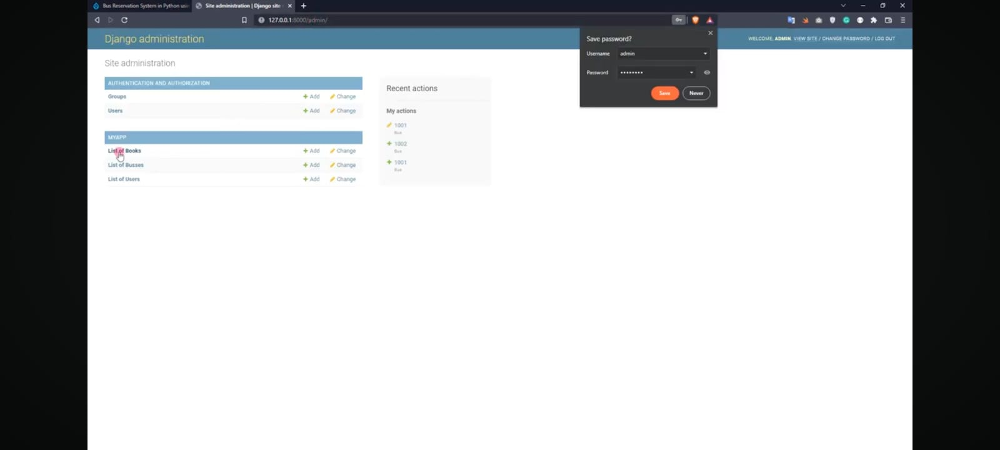 Bus Reservation System in Python usin
Site administration | Django site
127.0.0.1:8000/admin/
Django administration
WELCOME, ADMIN. VIEW SITE / CHANGE PASSWORD / LOG OUT
Save password?
Username admin
Password ••••••••
Save Never
Site administration
AUTHENTICATION AND AUTHORIZATION
Groups + Add Change
Users + Add Change
MYAPP
List of Books + Add Change
List of Busses + Add Change
List of Users + Add Change
Recent actions
My actions
1001
Bus
+ 1002
Bus
+ 1001
Bus